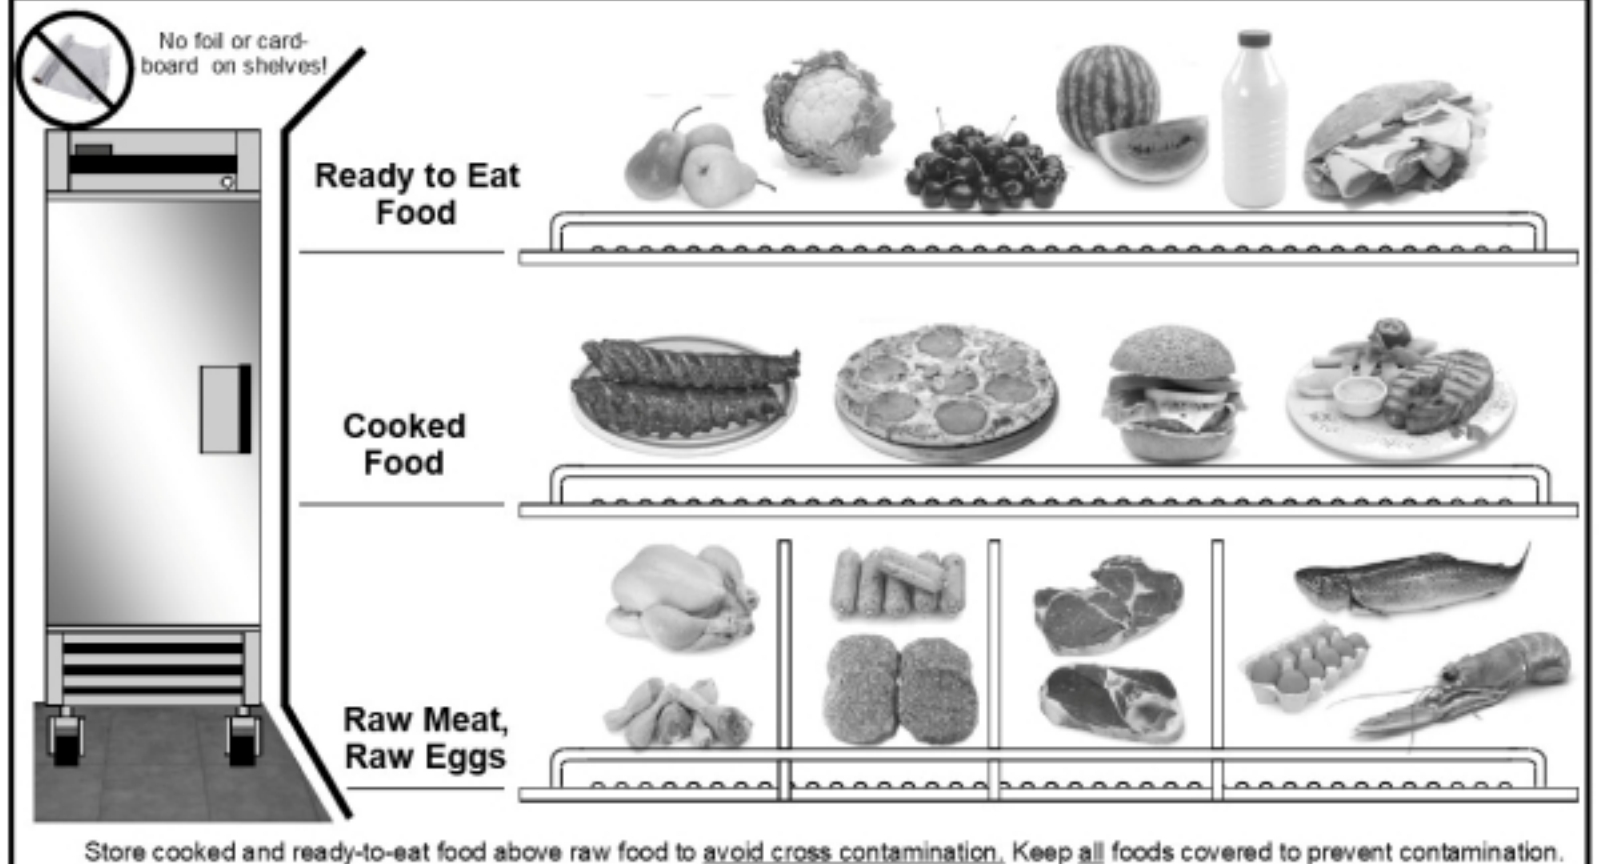 No foil or card-
board on shelves!
Ready to Eat
Food
Cooked
Food
Raw Meat,
Raw Eggs
Store cooked and ready-to-eat food above raw food to avoid cross contamination. Keep all foods covered to prevent contamination.